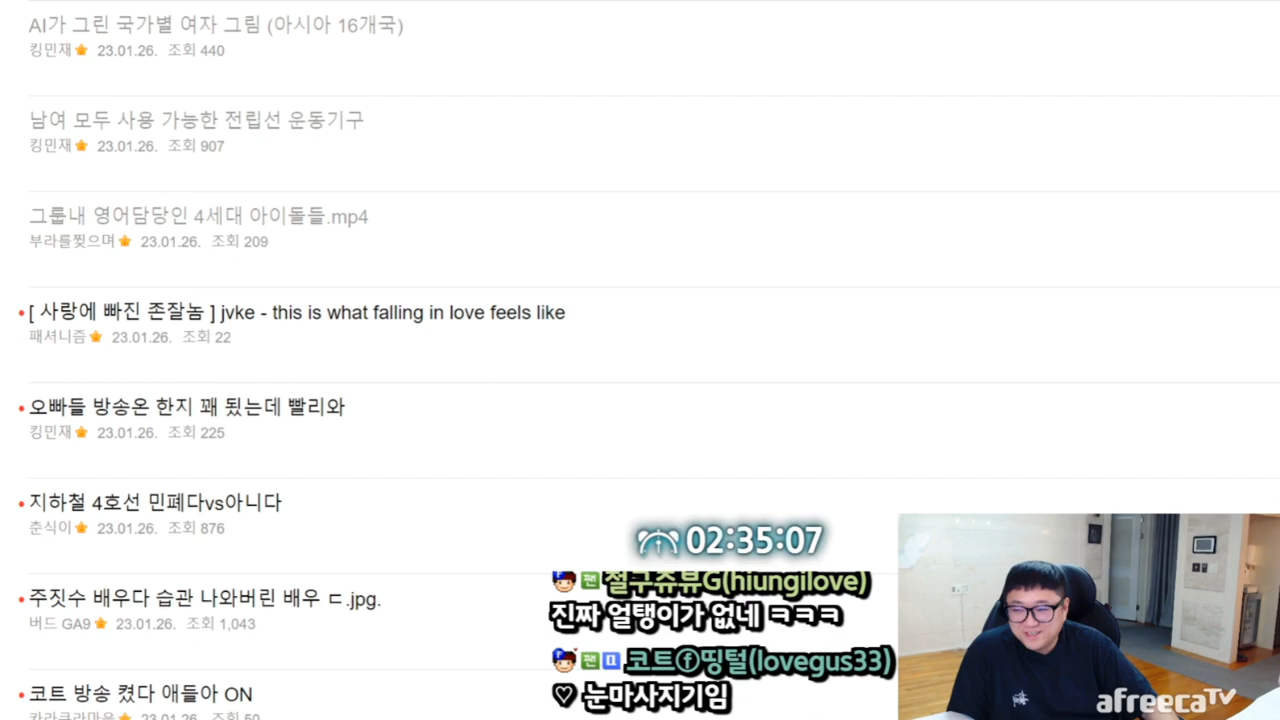 AI가 그린 국가별 여자 그림 (아시아 16개국)
킹민재 23.01.26. 조회 440
남여 모두 사용 가능한 전립선 운동기구
킹민재 23.01.26. 조회 907
그룹내 영어담당인 4세대 아이돌들.mp4
부라를찢으며 23.01.26. 조회 209
[ 사랑에 빠진 존잘놈 ] jvke - this is what falling in love feels like
패셔니즘 23.01.26. 조회 22
오빠들 방송온 한지 꽤 됬는데 빨리와
킹민재 23.01.26. 조회 225
지하철 4호선 민폐다vs아니다
춘식이 23.01.26. 조회 876
주짓수 배우다 습관 나와버린 배우 ㄷ.jpg.
버드 GA9 23.01.26. 조회 1,043
코트 방송 켰다 애들아 ON
23.01.26. 조회 50
02:35:07
팬 절구쥬뷰G(hiungilove)
진짜 얼탱이가 없네 ㅋㅋㅋ
팬 코트ⓕ띵털(lovegus33)
♡ 눈마사지기임
afreecaTV